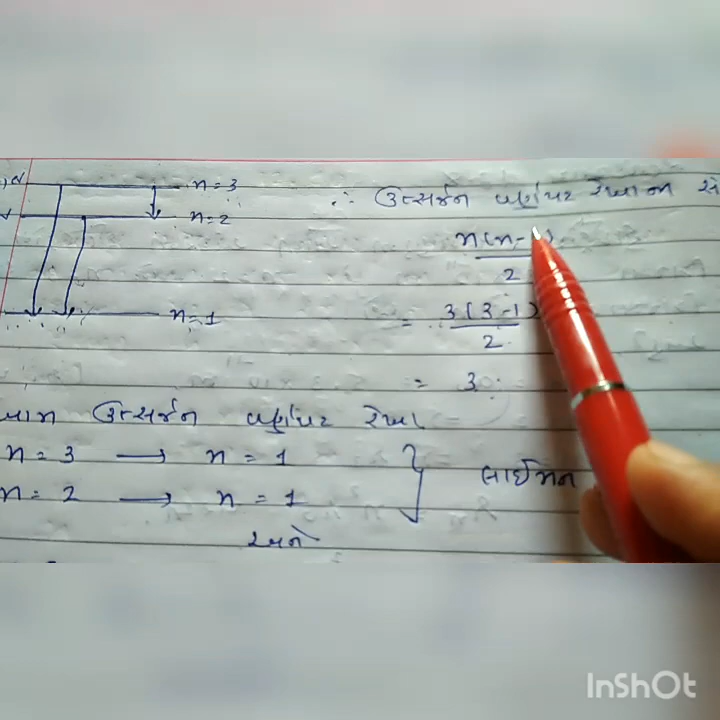 n = 3
∴ ઉત્સર્જન વર્ણપટ રેખાઓ
n = 2
n(n-
2
n = 1
= 3(3-1)
2
= 3
ઉત્સર્જન વર્ણપટ રેખા
n = 3 ⟶ n = 1
n = 2 ⟶ n = 1
} લાઈમન
અને
InShOt